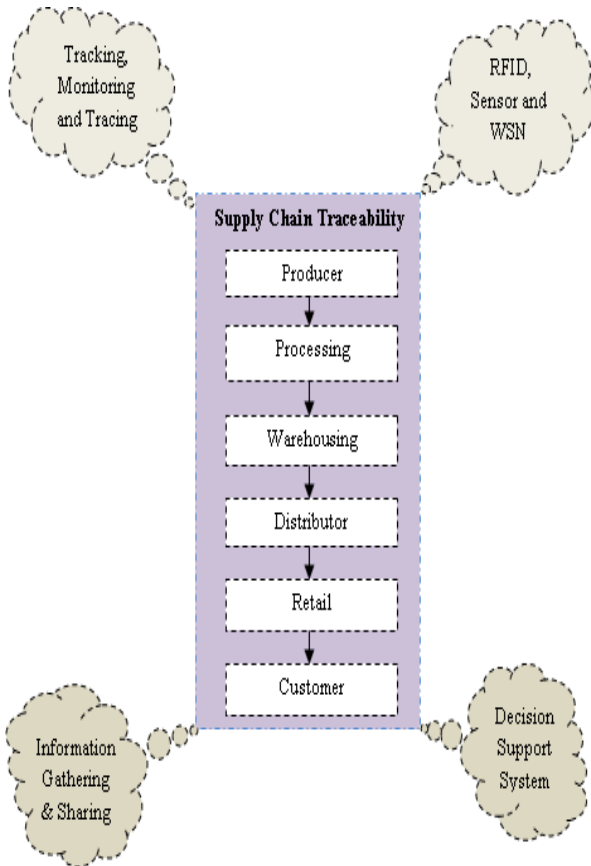 Tracking,
Monitoring
and Tracing
RFID,
Sensor and
WSN
Supply Chain Traceability
Producer
Processing
Warehousing
Distributor
Retail
Customer
Information
Gathering
& Sharing
Decision
Support
System